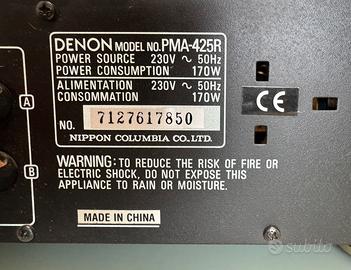 DENON MODEL NO. PMA-425R
POWER SOURCE 230V ~ 50Hz
POWER CONSUMPTION 170W
ALIMENTATION 230V ~ 50Hz
CONSOMMATION 170W
NO. 7127617850
NIPPON COLUMBIA CO.,LTD.
CE
A
B
WARNING: TO REDUCE THE RISK OF FIRE OR
ELECTRIC SHOCK, DO NOT EXPOSE THIS
APPLIANCE TO RAIN OR MOISTURE.
MADE IN CHINA
subito